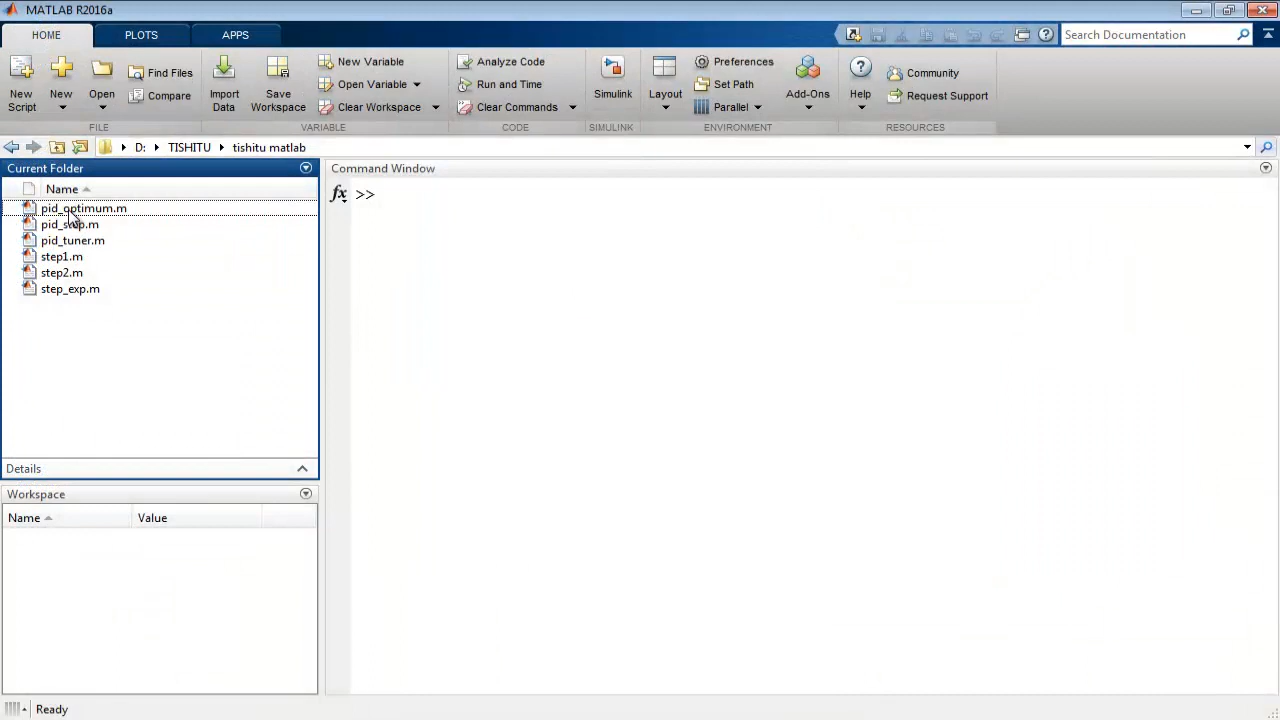 MATLAB R2016a
HOME PLOTS APPS
Search Documentation
New Script
New
Open
Find Files
Compare
Import Data
Save Workspace
New Variable
Open Variable
Clear Workspace
Analyze Code
Run and Time
Clear Commands
Simulink
Layout
Preferences
Set Path
Parallel
Add-Ons
Help
Community
Request Support
FILE VARIABLE CODE SIMULINK ENVIRONMENT RESOURCES
D: TISHITU tishitu matlab
Current Folder
Name
pid_optimum.m
pid_tuner.m
step1.m
step2.m
step_exp.m
Details
Workspace
Name Value
Command Window
fx >>
Ready